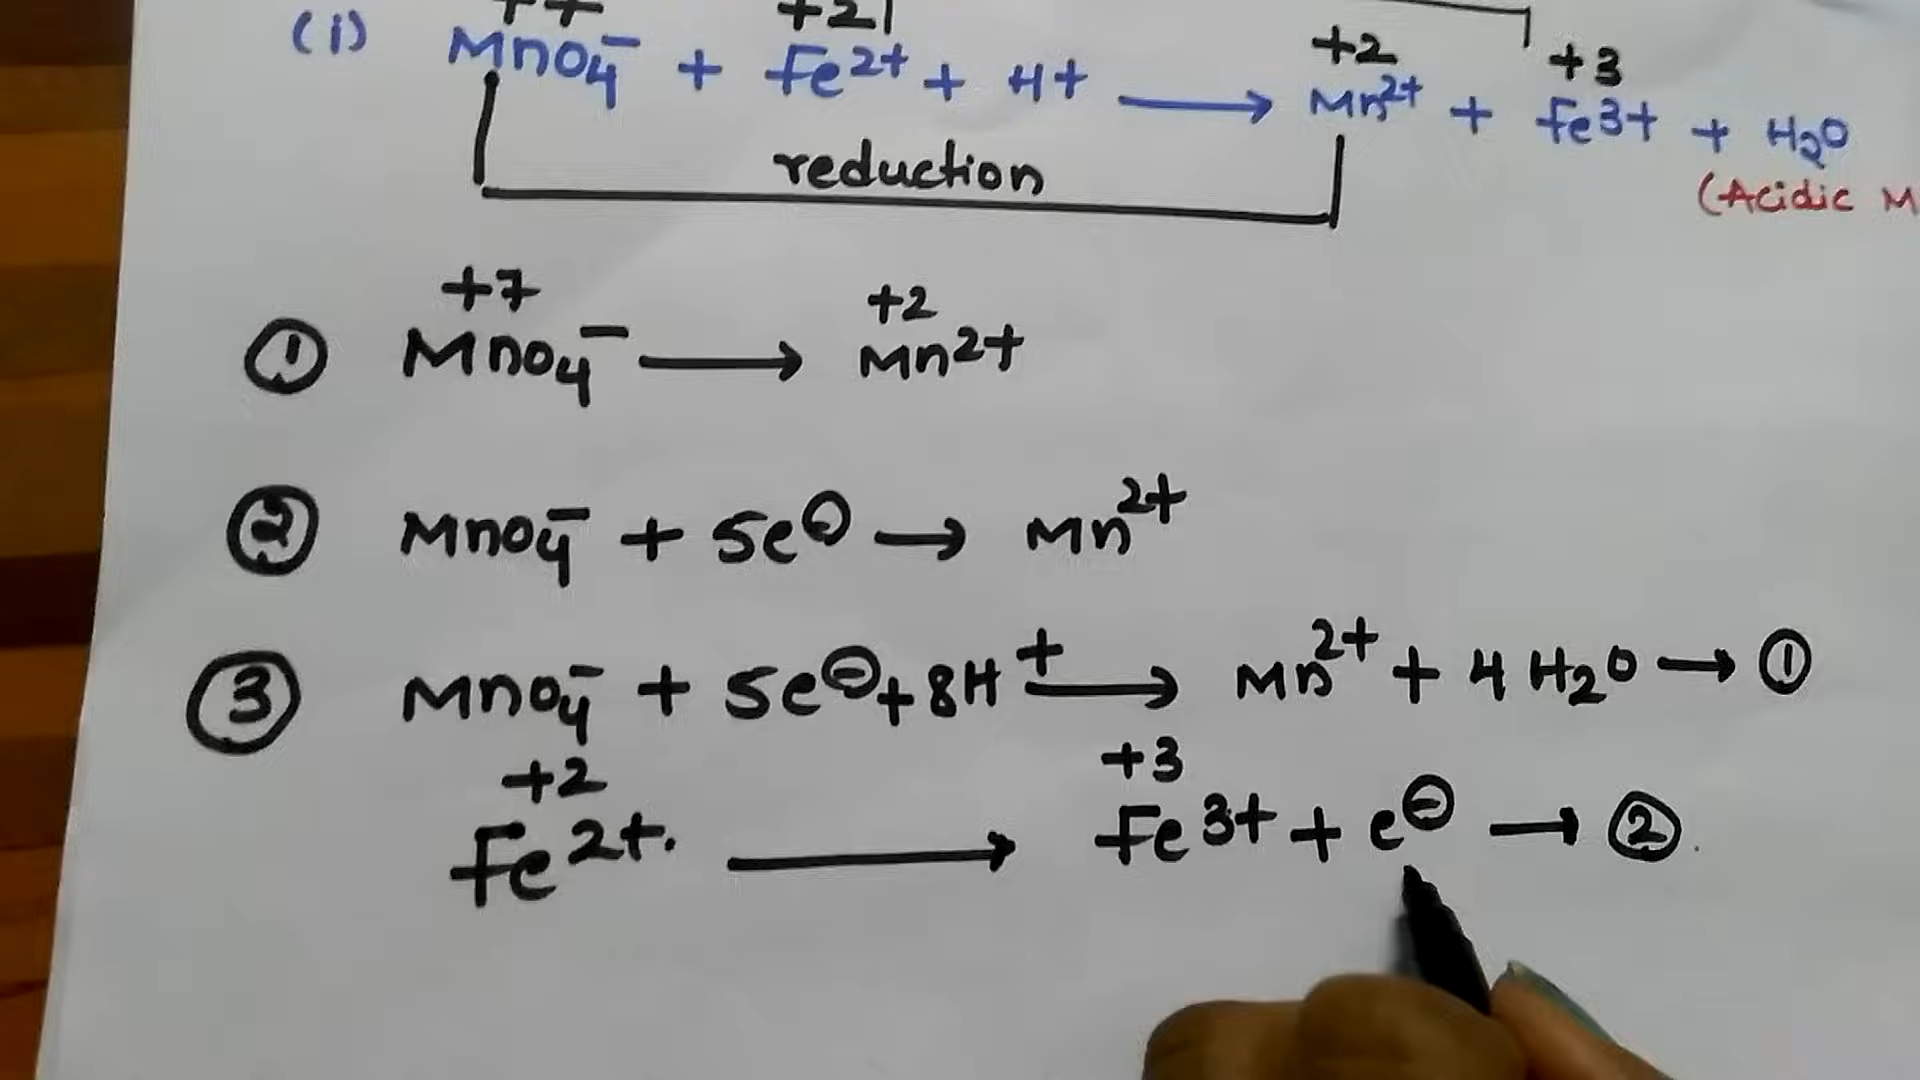 +7 +2
(i) MnO4⁻ + Fe2+ + H+ ⟶ Mn2+ + Fe3+ + H2O
+2 +3
reduction
(Acidic M
+7 +2
① MnO4⁻ ⟶ Mn2+
② MnO4⁻ + 5e⊖ → Mn2+
③ MnO4⁻ + 5e⊖ + 8H+ ⟶ Mn2+ + 4H2O → ①
+2 +3
Fe2+. ⟶ Fe3+ + e⊖ → ②.